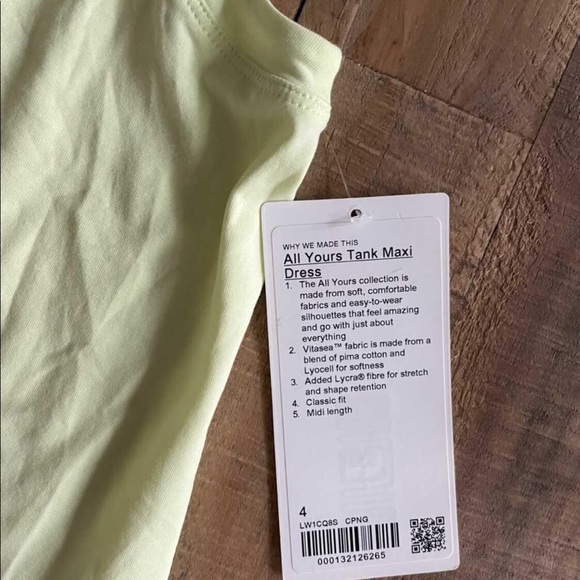 WHY WE MADE THIS
All Yours Tank Maxi
Dress
1. The All Yours collection is
made from soft, comfortable
fabrics and easy-to-wear
silhouettes that feel amazing
and go with just about
everything
2. Vitasea™ fabric is made from a
blend of pima cotton and
Lyocell for softness
3. Added Lycra® fibre for stretch
and shape retention
4. Classic fit
5. Midi length
4
LW1CQ8S CPNG
000132126265